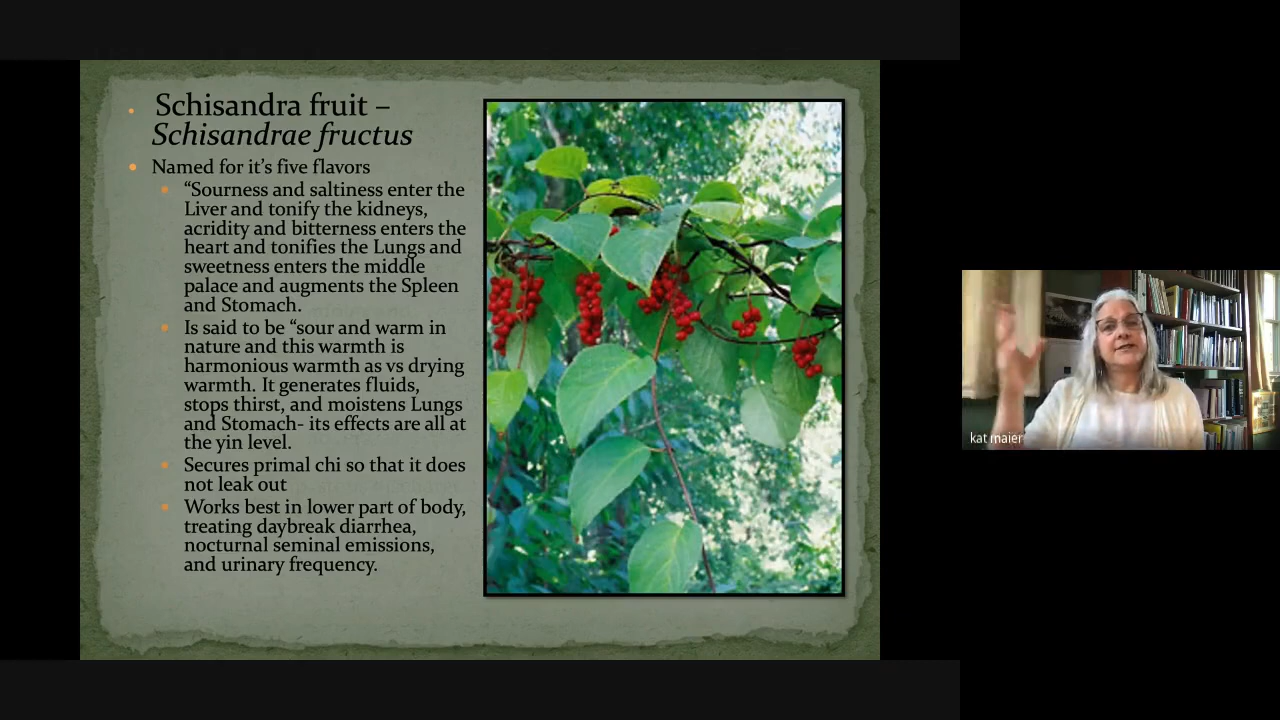 Schisandra fruit –
Schisandrae fructus
Named for it's five flavors
“Sourness and saltiness enter the
Liver and tonify the kidneys,
acridity and bitterness enters the
heart and tonifies the Lungs and
sweetness enters the middle
palace and augments the Spleen
and Stomach.
Is said to be “sour and warm in
nature and this warmth is
harmonious warmth as vs drying
warmth. It generates fluids,
stops thirst, and moistens Lungs
and Stomach- its effects are all at
the yin level.
Secures primal chi so that it does
not leak out
Works best in lower part of body,
treating daybreak diarrhea,
nocturnal seminal emissions,
and urinary frequency.
kat maier